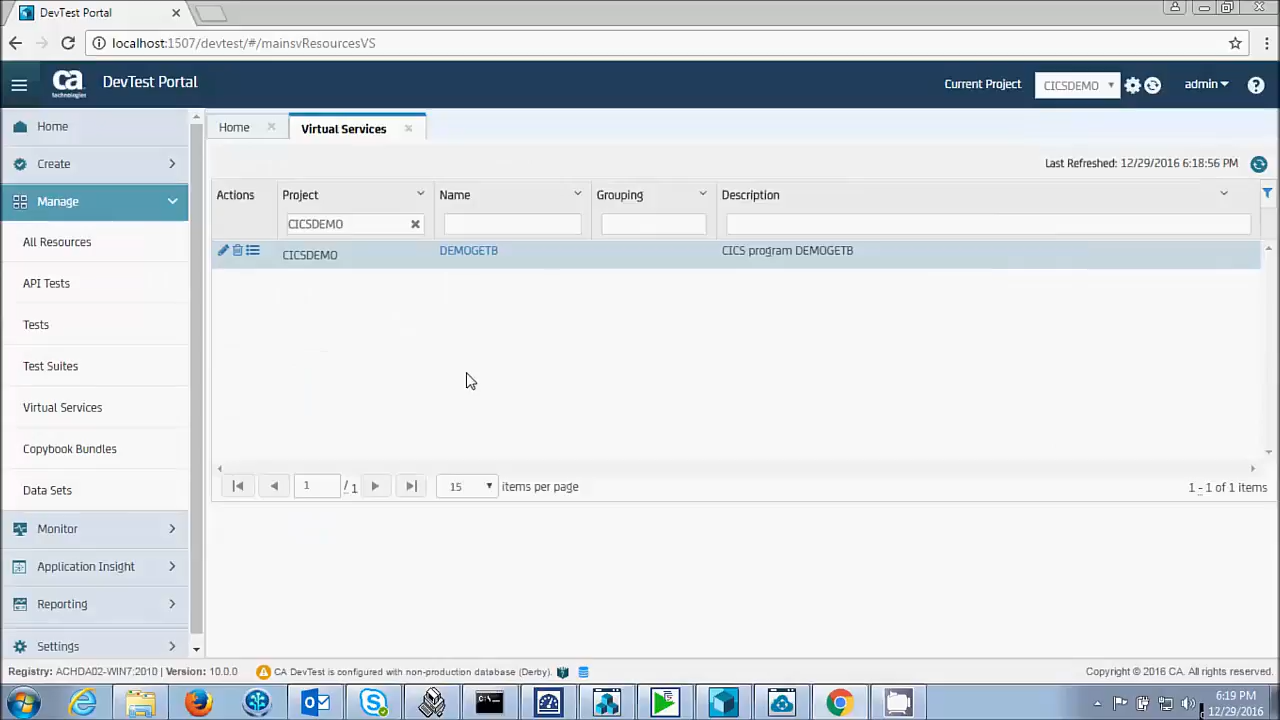 DevTest Portal
localhost:1507/devtest/#/mainsvResourcesVS
ca technologies
DevTest Portal
Current Project
CICSDEMO
admin
Home
Create
Manage
All Resources
API Tests
Tests
Test Suites
Virtual Services
Copybook Bundles
Data Sets
Monitor
Application Insight
Reporting
Settings
Home
Virtual Services
Last Refreshed: 12/29/2016 6:18:56 PM
Actions
Project
Name
Grouping
Description
CICSDEMO
CICSDEMO
DEMOGETB
CICS program DEMOGETB
1
/ 1
15
items per page
1 - 1 of 1 items
Registry: ACHDA02-WIN7:2010 | Version: 10.0.0
CA DevTest is configured with non-production database (Derby).
Copyright © 2016 CA. All rights reserved.
6:19 PM
12/29/2016